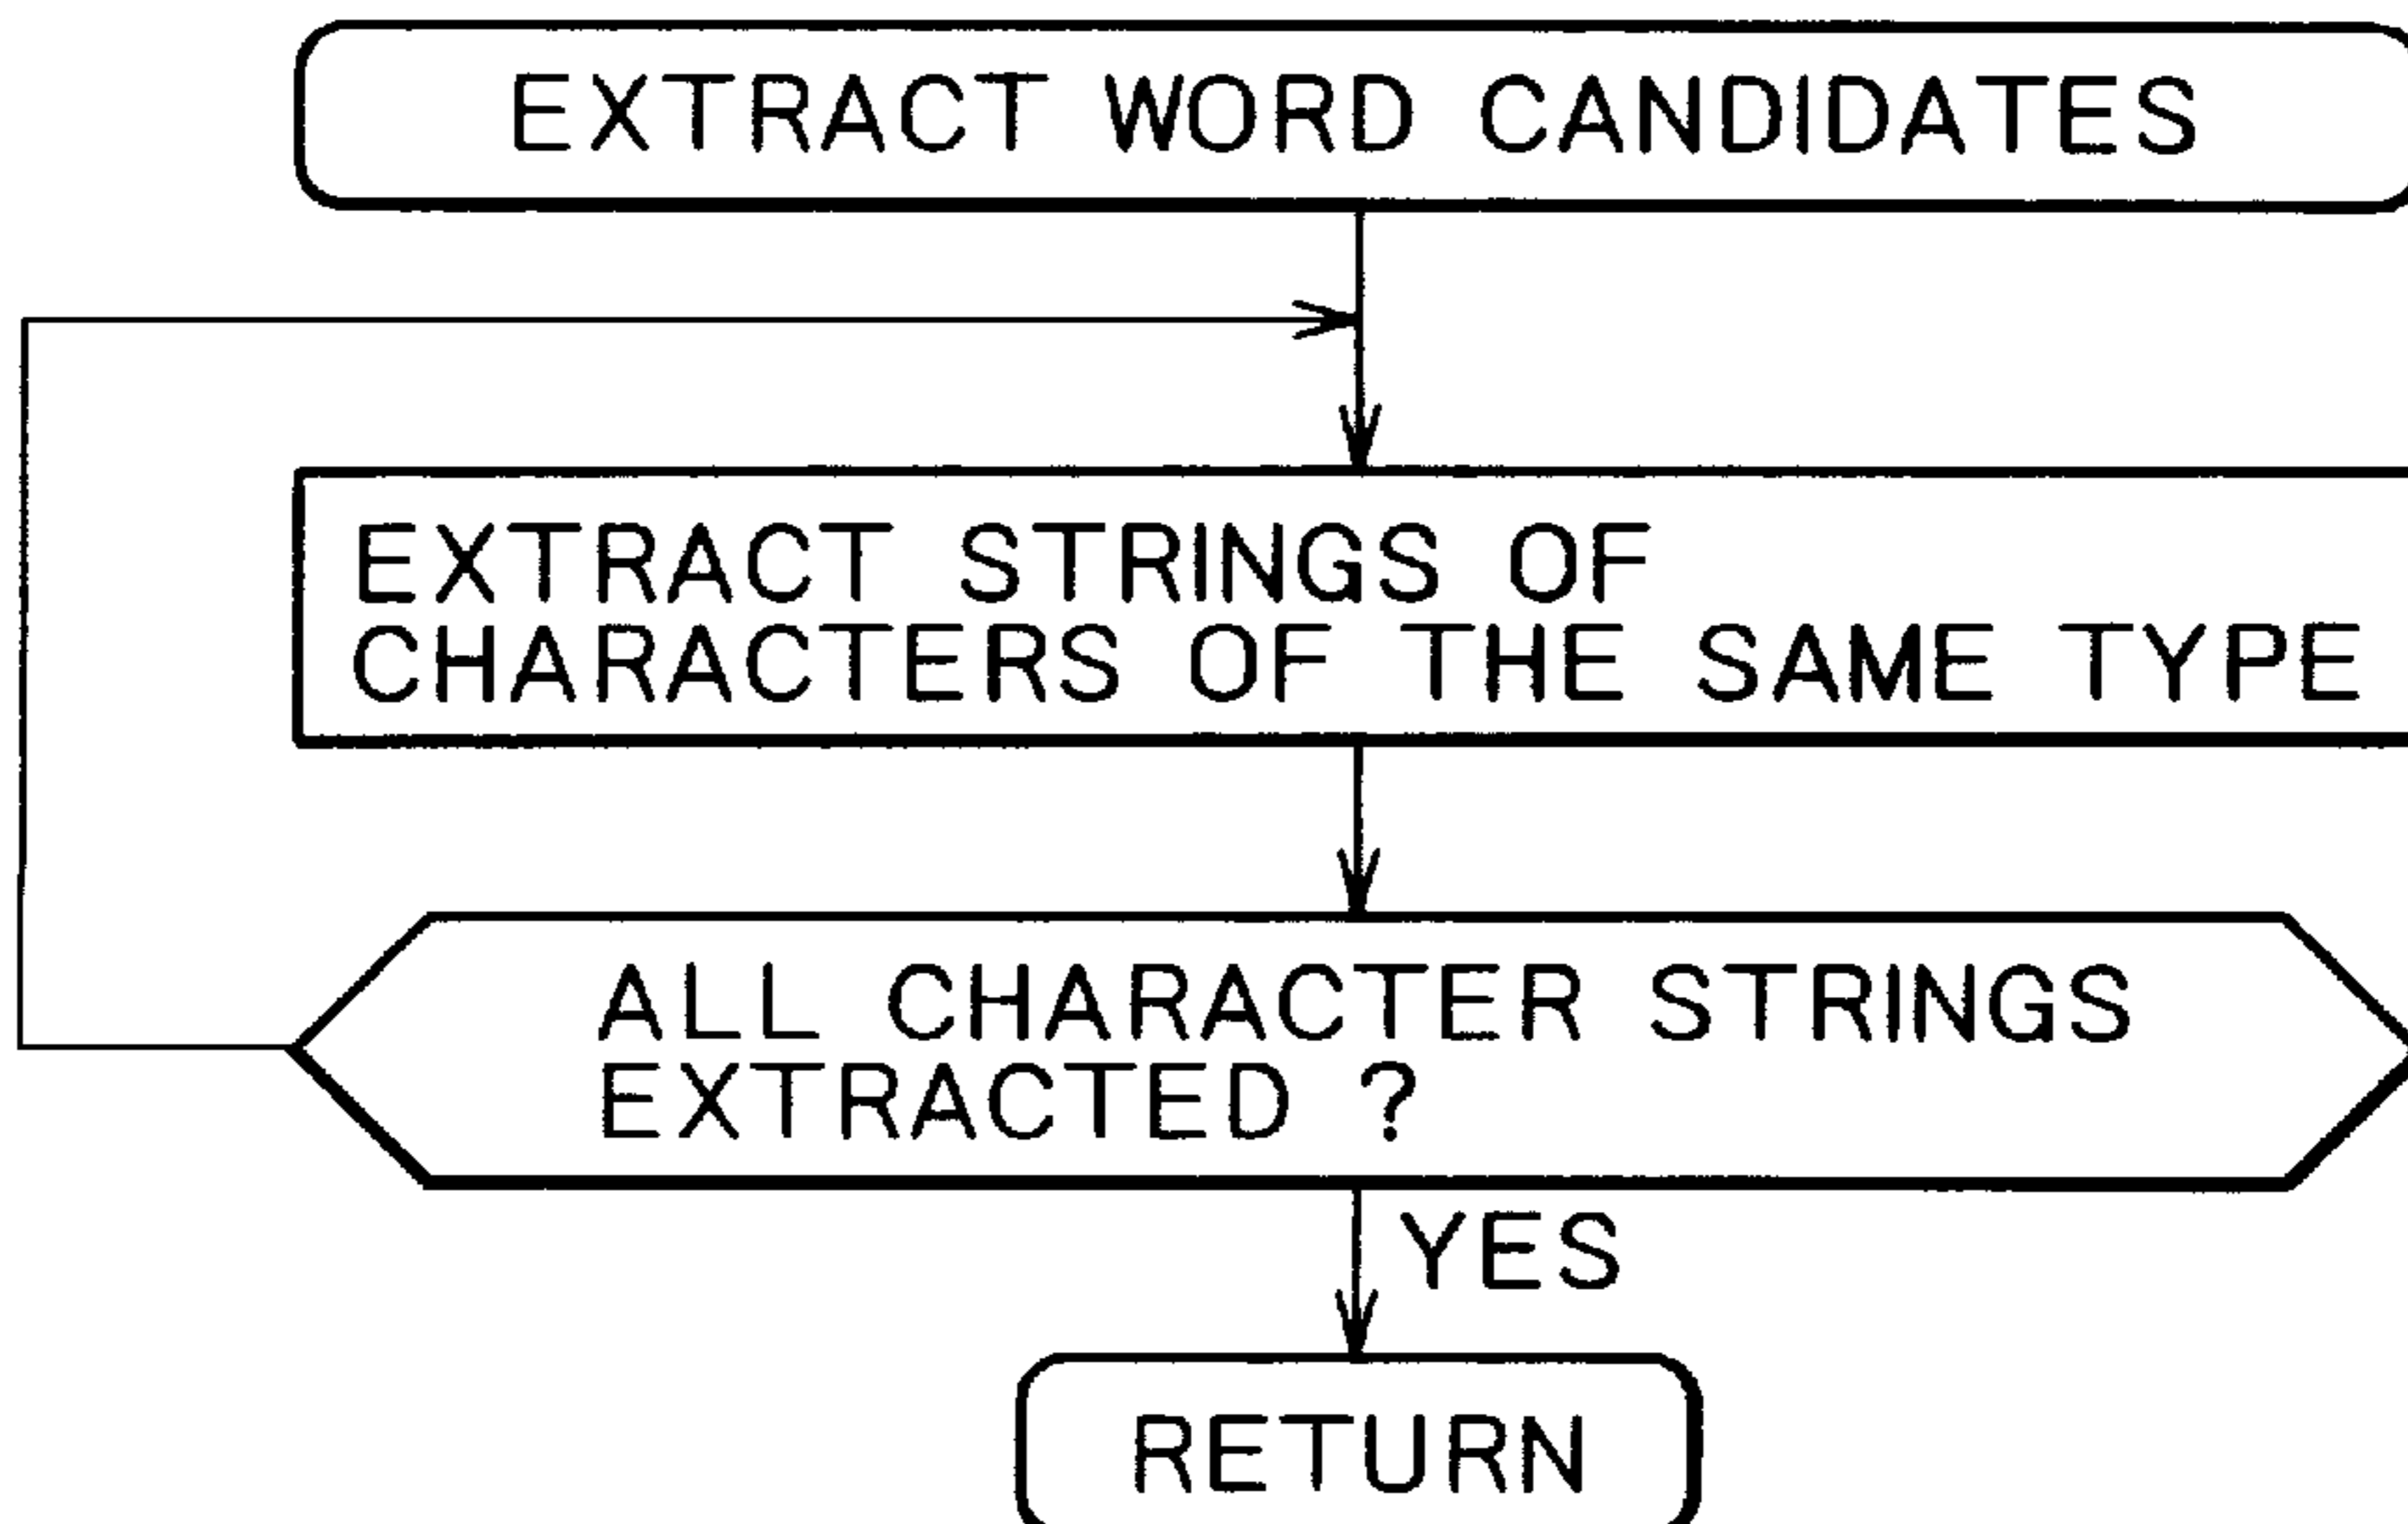 EXTRACT WORD CANDIDATES
EXTRACT STRINGS OF
CHARACTERS OF THE SAME TYPE
ALL CHARACTER STRINGS
EXTRACTED ?
YES
RETURN